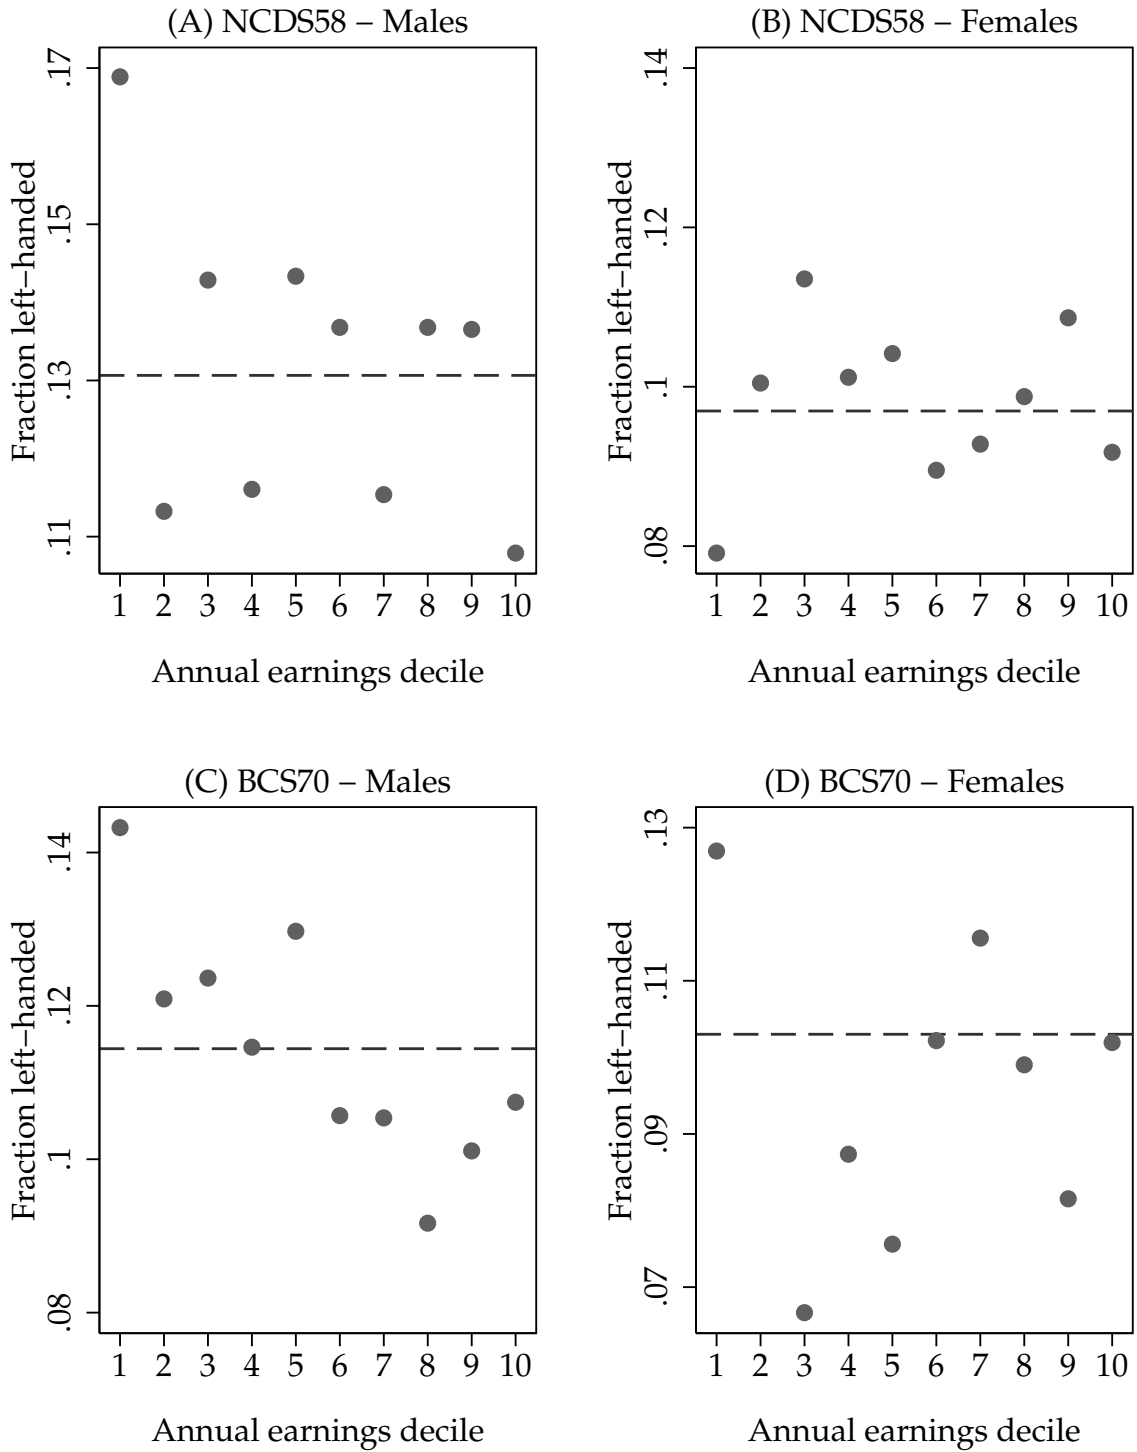 (A) NCDS58 – Males
Fraction left–handed
.17
.15
.13
.11
1 2 3 4 5 6 7 8 9 10
Annual earnings decile
(B) NCDS58 – Females
Fraction left–handed
.14
.12
.1
.08
1 2 3 4 5 6 7 8 9 10
Annual earnings decile
(C) BCS70 – Males
Fraction left–handed
.14
.12
.1
.08
1 2 3 4 5 6 7 8 9 10
Annual earnings decile
(D) BCS70 – Females
Fraction left–handed
.13
.11
.09
.07
1 2 3 4 5 6 7 8 9 10
Annual earnings decile